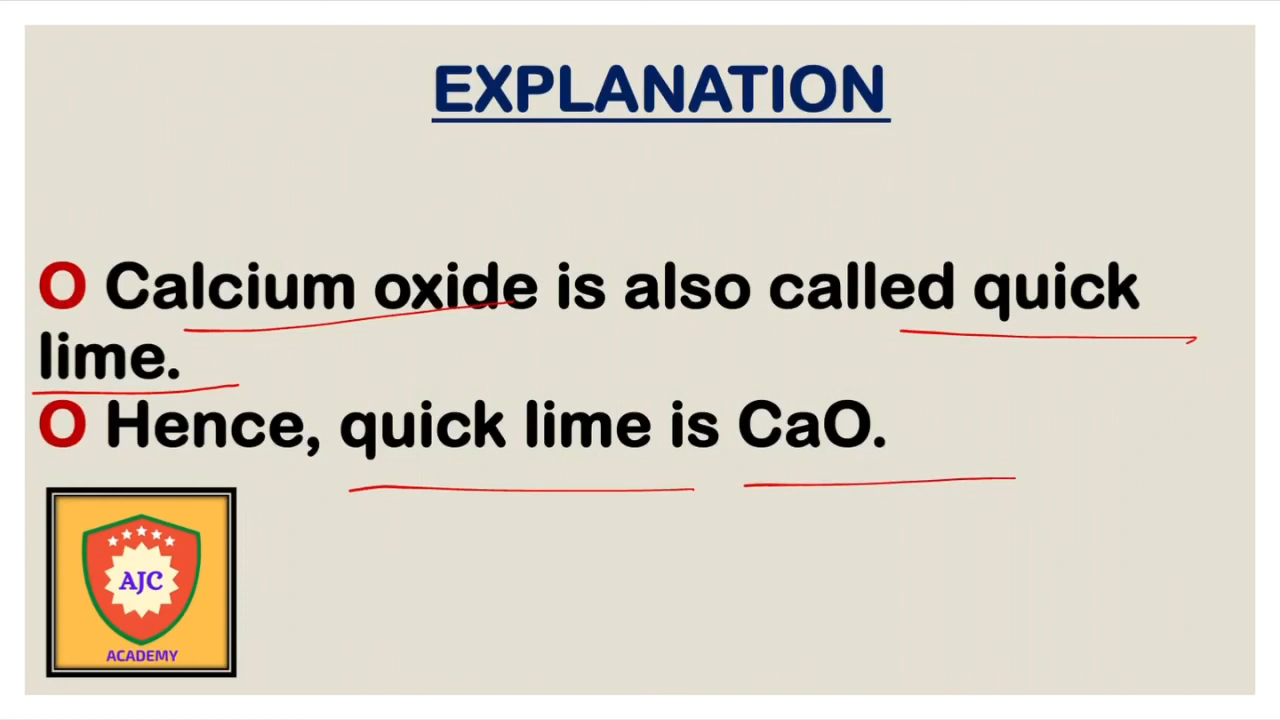 EXPLANATION
O Calcium oxide is also called quick
lime.
O Hence, quick lime is CaO.
AJC
ACADEMY